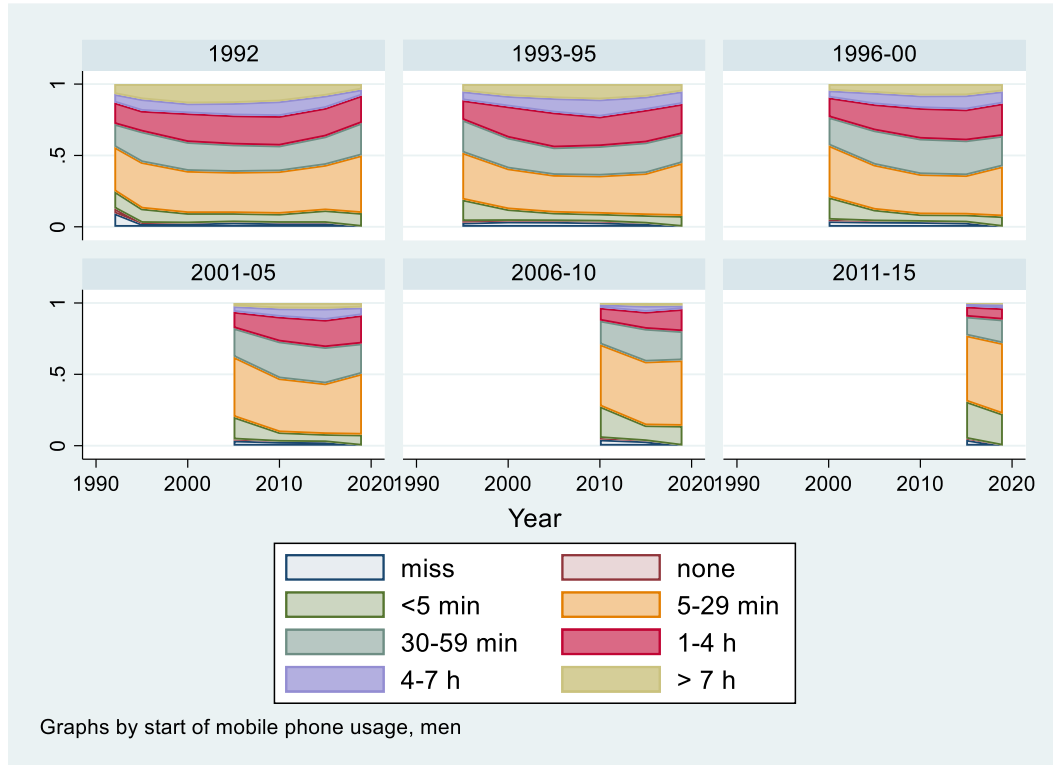 1992
1993-95
1996-00
1
.5
0
2001-05
2006-10
2011-15
1
.5
0
1990 2000 2010 2020 1990 2000 2010 2020 1990 2000 2010 2020
Year
miss none
<5 min 5-29 min
30-59 min 1-4 h
4-7 h > 7 h
Graphs by start of mobile phone usage, men